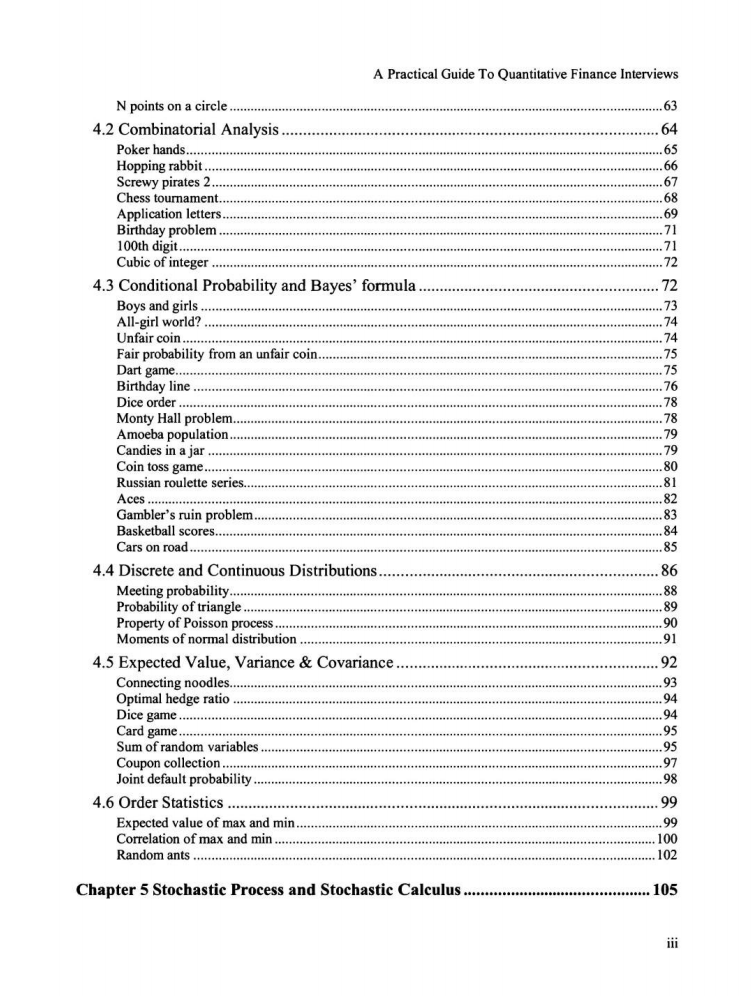 A Practical Guide To Quantitative Finance Interviews
N points on a circle ........ 63
4.2 Combinatorial Analysis ........ 64
Poker hands ........ 65
Hopping rabbit ........ 66
Screwy pirates 2 ........ 67
Chess tournament ........ 68
Application letters ........ 69
Birthday problem ........ 71
100th digit ........ 71
Cubic of integer ........ 72
4.3 Conditional Probability and Bayes’ formula ........ 72
Boys and girls ........ 73
All-girl world? ........ 74
Unfair coin ........ 74
Fair probability from an unfair coin ........ 75
Dart game ........ 75
Birthday line ........ 76
Dice order ........ 78
Monty Hall problem ........ 78
Amoeba population ........ 79
Candies in a jar ........ 79
Coin toss game ........ 80
Russian roulette series ........ 81
Aces ........ 82
Gambler’s ruin problem ........ 83
Basketball scores ........ 84
Cars on road ........ 85
4.4 Discrete and Continuous Distributions ........ 86
Meeting probability ........ 88
Probability of triangle ........ 89
Property of Poisson process ........ 90
Moments of normal distribution ........ 91
4.5 Expected Value, Variance & Covariance ........ 92
Connecting noodles ........ 93
Optimal hedge ratio ........ 94
Dice game ........ 94
Card game ........ 95
Sum of random variables ........ 95
Coupon collection ........ 97
Joint default probability ........ 98
4.6 Order Statistics ........ 99
Expected value of max and min ........ 99
Correlation of max and min ........ 100
Random ants ........ 102
Chapter 5 Stochastic Process and Stochastic Calculus ........ 105
iii